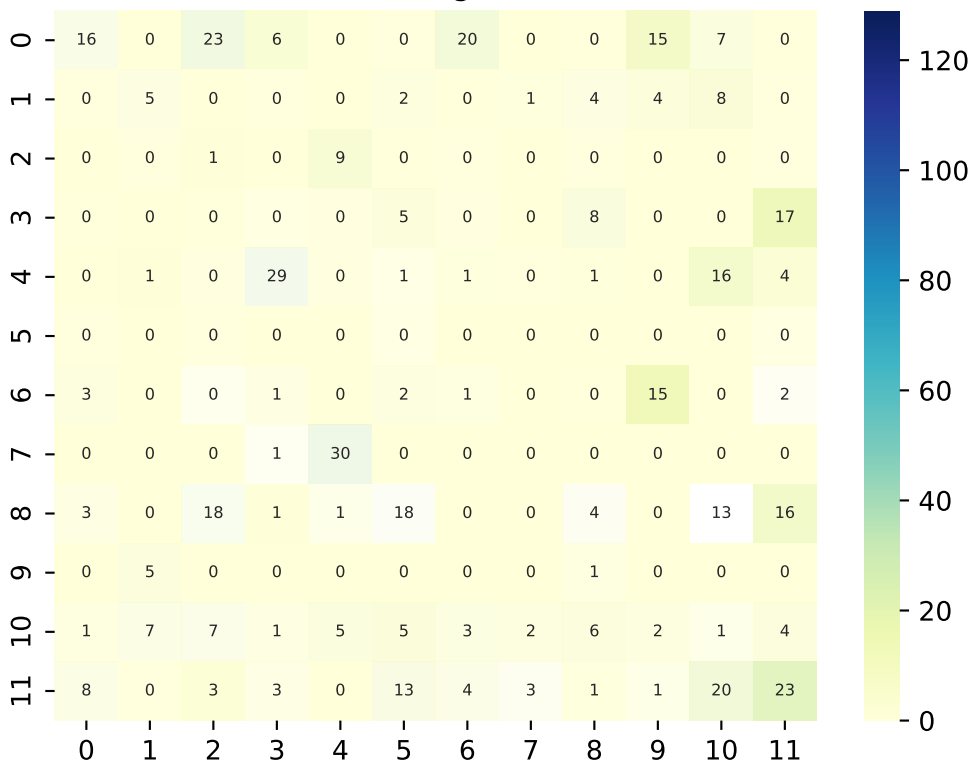 0 16 0 23 6 0 0 20 0 0 15 7 0
1 0 5 0 0 0 2 0 1 4 4 8 0
2 0 0 1 0 9 0 0 0 0 0 0 0
3 0 0 0 0 0 5 0 0 8 0 0 17
4 0 1 0 29 0 1 1 0 1 0 16 4
5 0 0 0 0 0 0 0 0 0 0 0 0
6 3 0 0 1 0 2 1 0 0 15 0 2
7 0 0 0 1 30 0 0 0 0 0 0 0
8 3 0 18 1 1 18 0 0 4 0 13 16
9 0 5 0 0 0 0 0 0 1 0 0 0
10 1 7 7 1 5 5 3 2 6 2 1 4
11 8 0 3 3 0 13 4 3 1 1 20 23
0 1 2 3 4 5 6 7 8 9 10 11
120
100
80
60
40
20
0